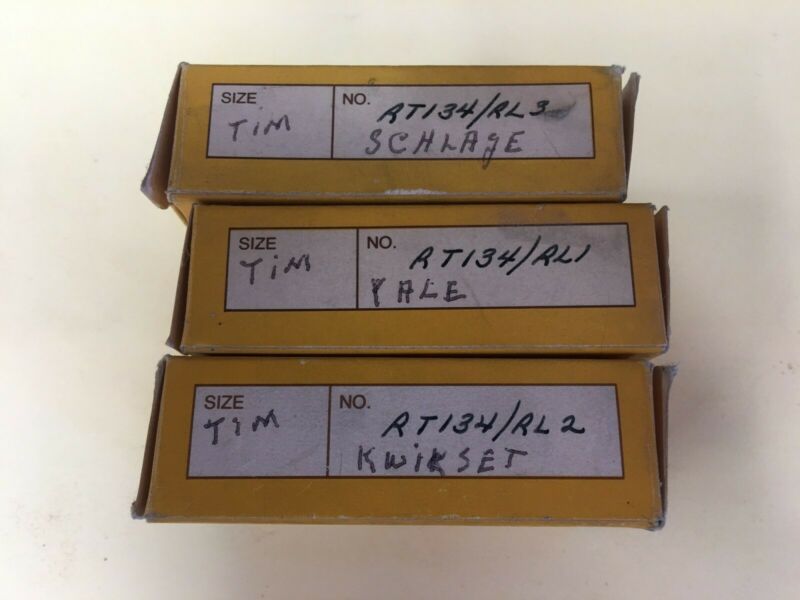 SIZE NO. RT134/RL3
TiM SCHLAGE
SIZE NO. RT134/RL1
TiM YALE
SIZE NO. RT134/RL2
TiM KWIKSET